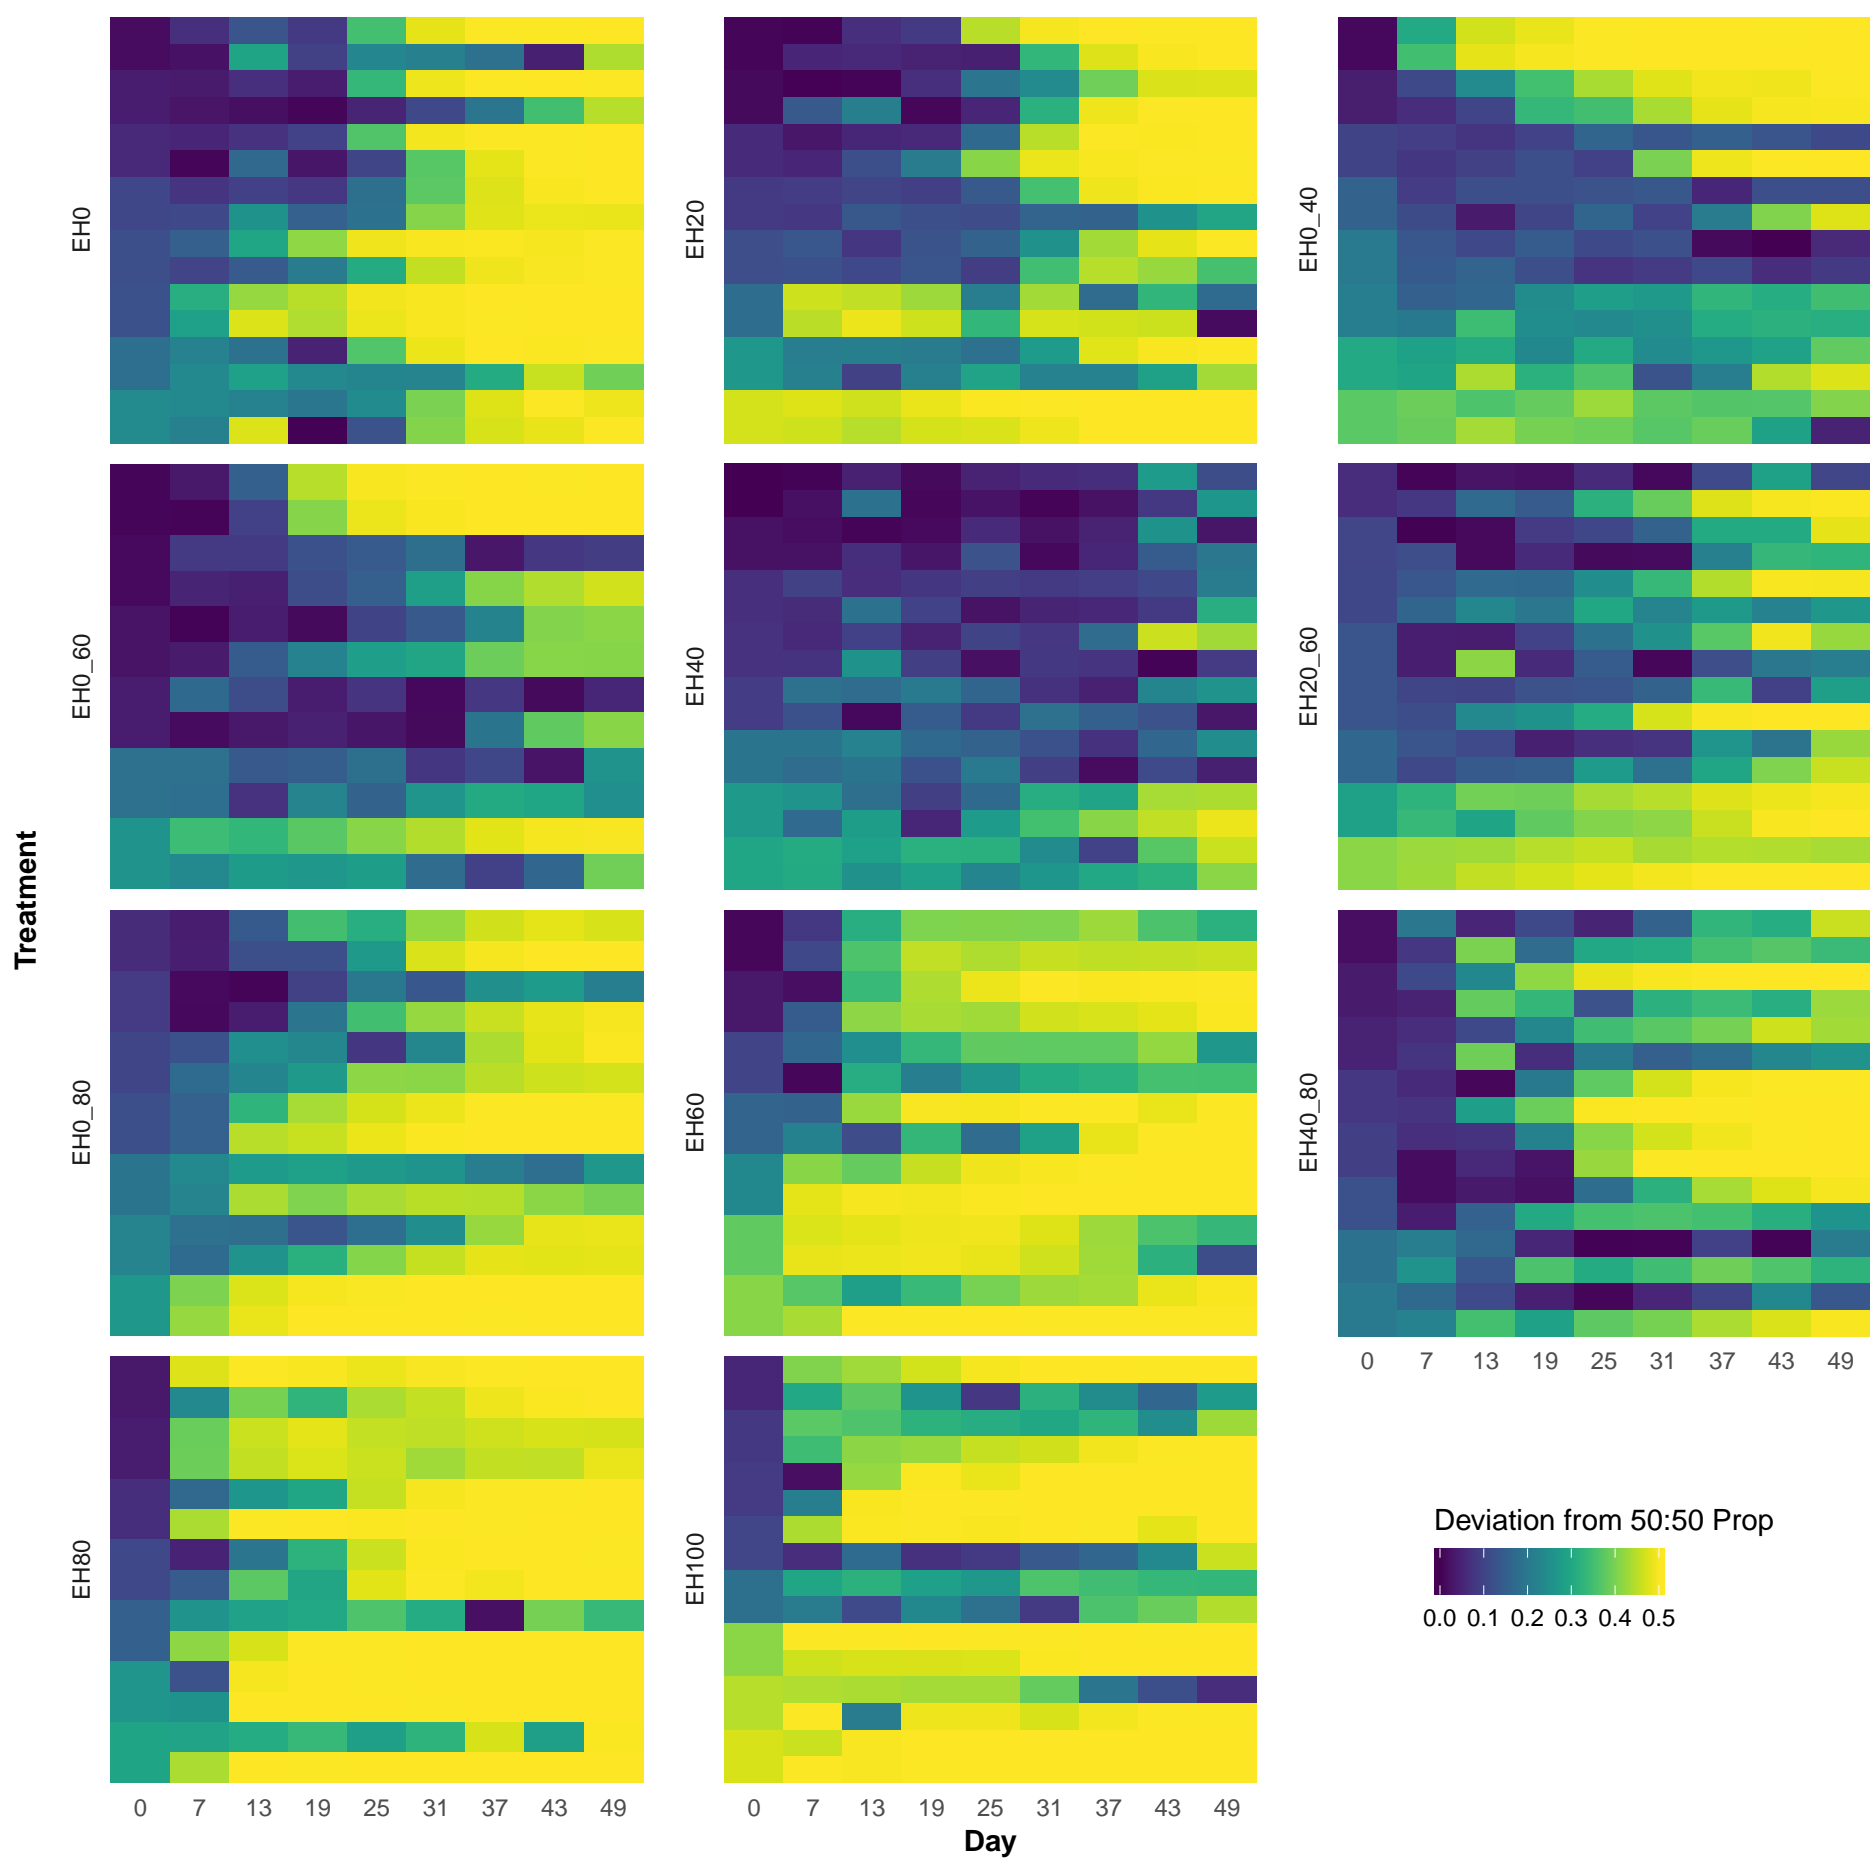 EH0
EH20
EH0_40
EH0_60
EH40
EH20_60
Treatment
EH0_80
EH60
EH40_80
0 7 13 19 25 31 37 43 49
EH80
EH100
Deviation from 50:50 Prop
0.0 0.1 0.2 0.3 0.4 0.5
0 7 13 19 25 31 37 43 49
0 7 13 19 25 31 37 43 49
Day